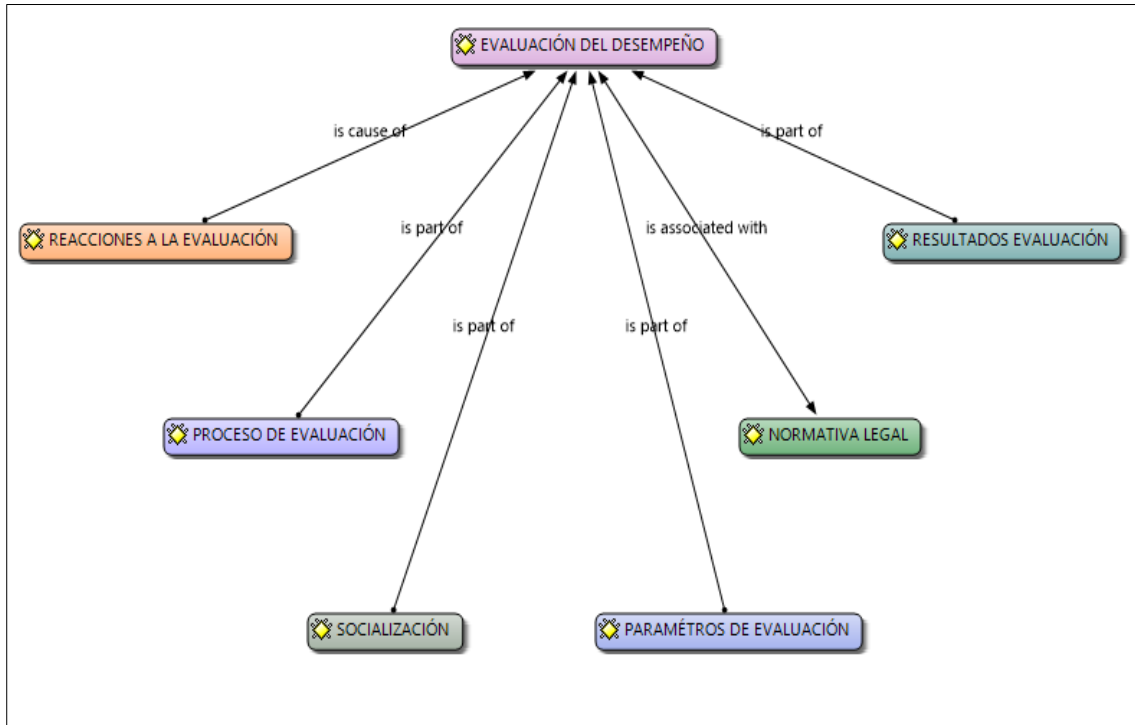 EVALUACIÓN DEL DESEMPEÑO
is cause of
is part of
REACCIONES A LA EVALUACIÓN
is part of
is associated with
RESULTADOS EVALUACIÓN
is part of
is part of
PROCESO DE EVALUACIÓN
NORMATIVA LEGAL
SOCIALIZACIÓN
PARAMÉTROS DE EVALUACIÓN